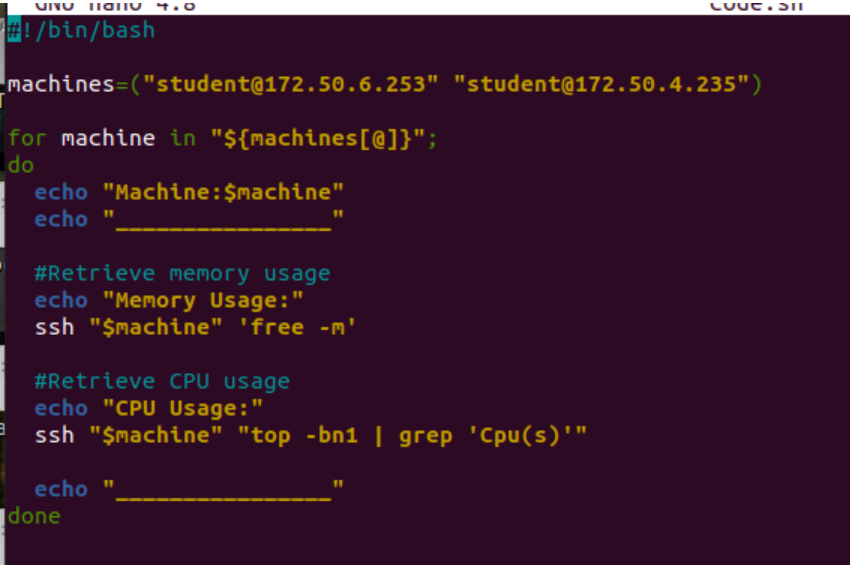 GNU nano 4.8 code.sh
#!/bin/bash
machines=("student@172.50.6.253" "student@172.50.4.235")
for machine in "${machines[@]}";
do
echo "Machine:$machine"
echo "________________"
#Retrieve memory usage
echo "Memory Usage:"
ssh "$machine" 'free -m'
#Retrieve CPU usage
echo "CPU Usage:"
ssh "$machine" "top -bn1 | grep 'Cpu(s)'"
echo "________________"
done